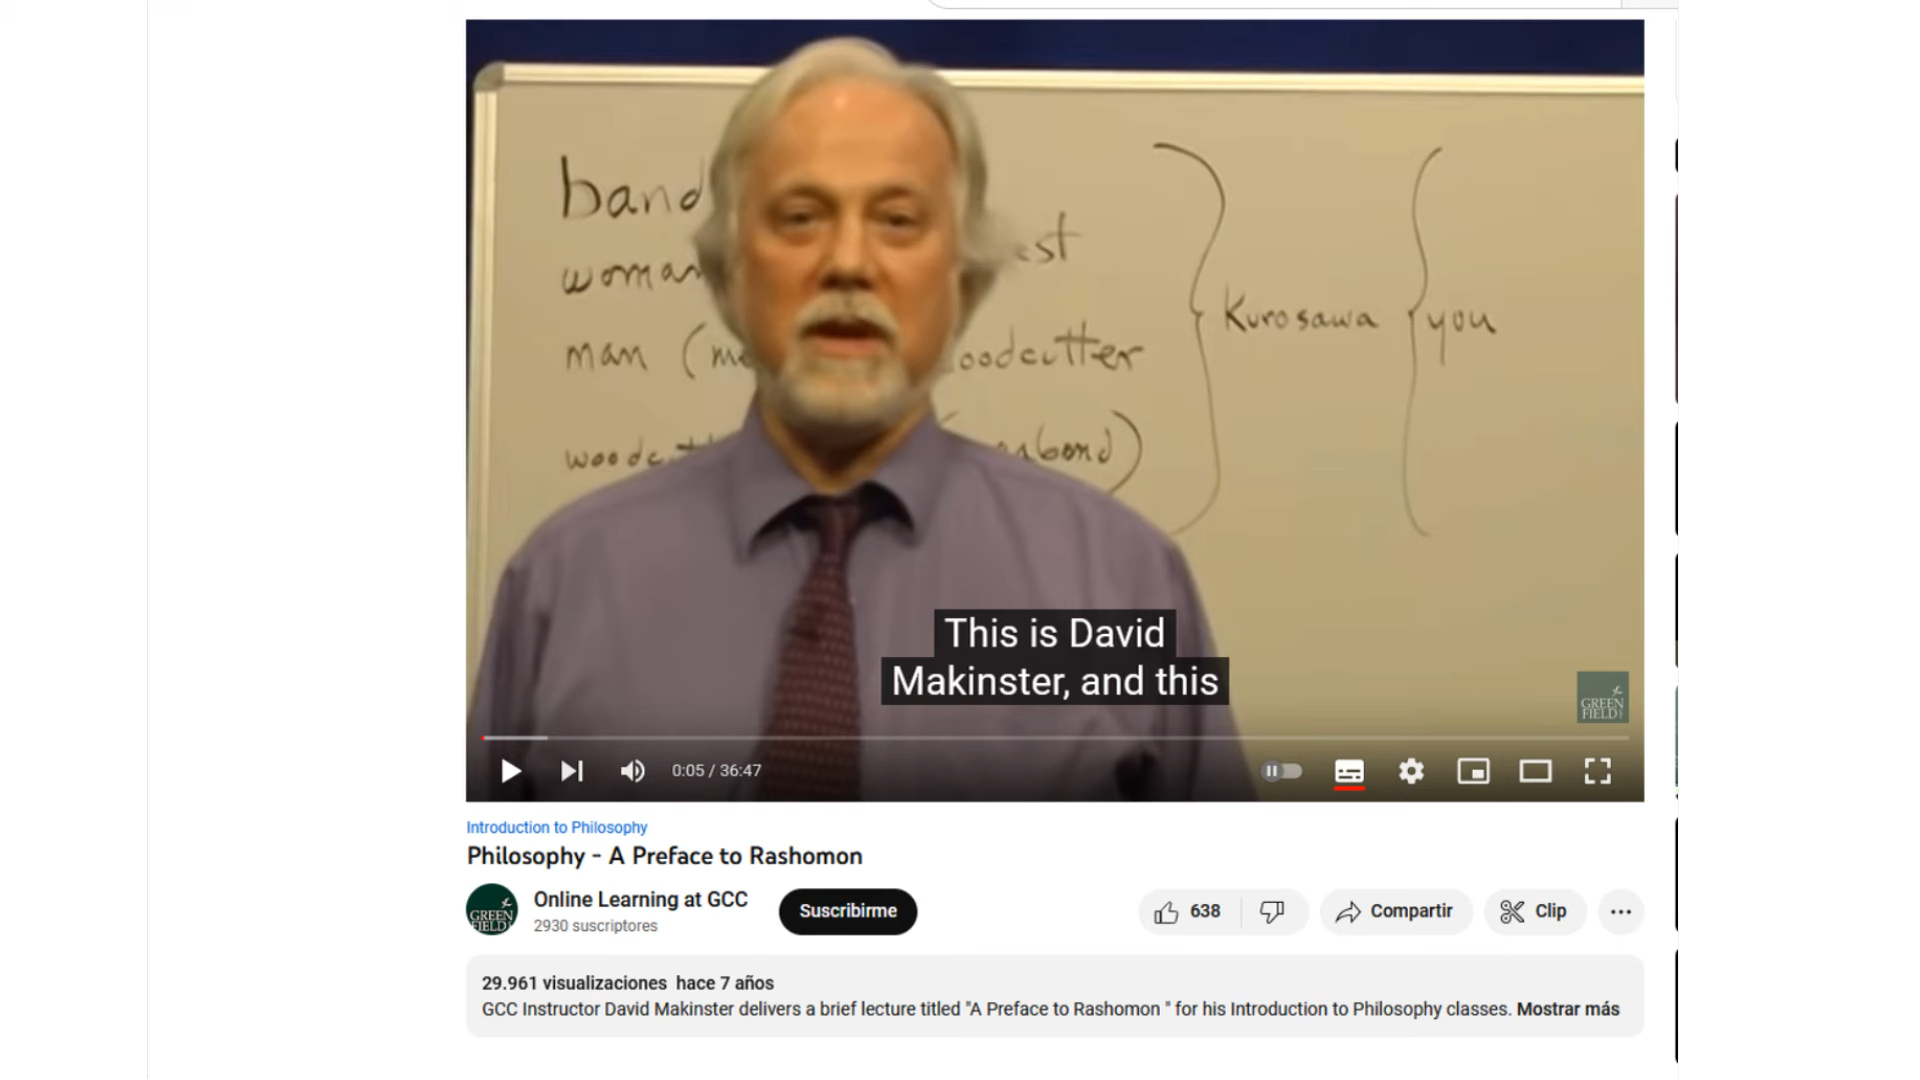 woman
man
Kurosawa
you
This is David
Makinster, and this
GREEN
FIELD
0:05 / 36:47
Introduction to Philosophy
Philosophy - A Preface to Rashomon
GREEN
FIELD
Online Learning at GCC
2930 suscriptores
Suscribirme
638
Compartir
Clip
29.961 visualizaciones hace 7 años
GCC Instructor David Makinster delivers a brief lecture titled "A Preface to Rashomon " for his Introduction to Philosophy classes. Mostrar más